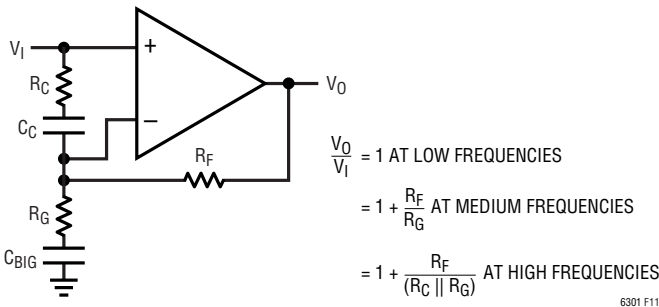 V_I
+
R_C
C_C
−
V_O
R_F
R_G
C_BIG
V_O/V_I = 1 AT LOW FREQUENCIES
= 1 + R_F/R_G AT MEDIUM FREQUENCIES
= 1 + R_F/(R_C || R_G) AT HIGH FREQUENCIES
6301 F11